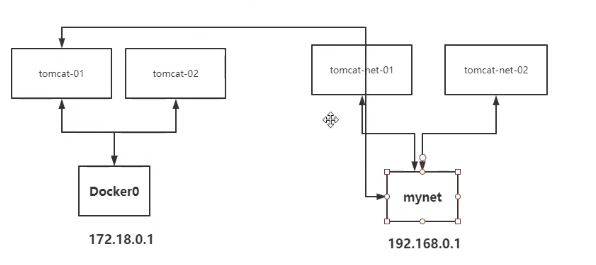 tomcat-01
tomcat-02
tomcat-net-01
tomcat-net-02
Docker0
mynet
172.18.0.1
192.168.0.1